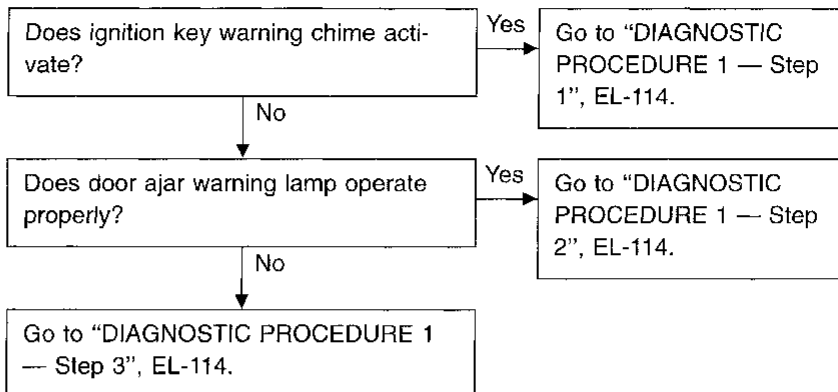 Does ignition key warning chime acti-
vate?
Yes
Go to “DIAGNOSTIC
PROCEDURE 1 — Step
1”, EL-114.
No
Does door ajar warning lamp operate
properly?
Yes
Go to “DIAGNOSTIC
PROCEDURE 1 — Step
2”, EL-114.
No
Go to “DIAGNOSTIC PROCEDURE 1
— Step 3”, EL-114.